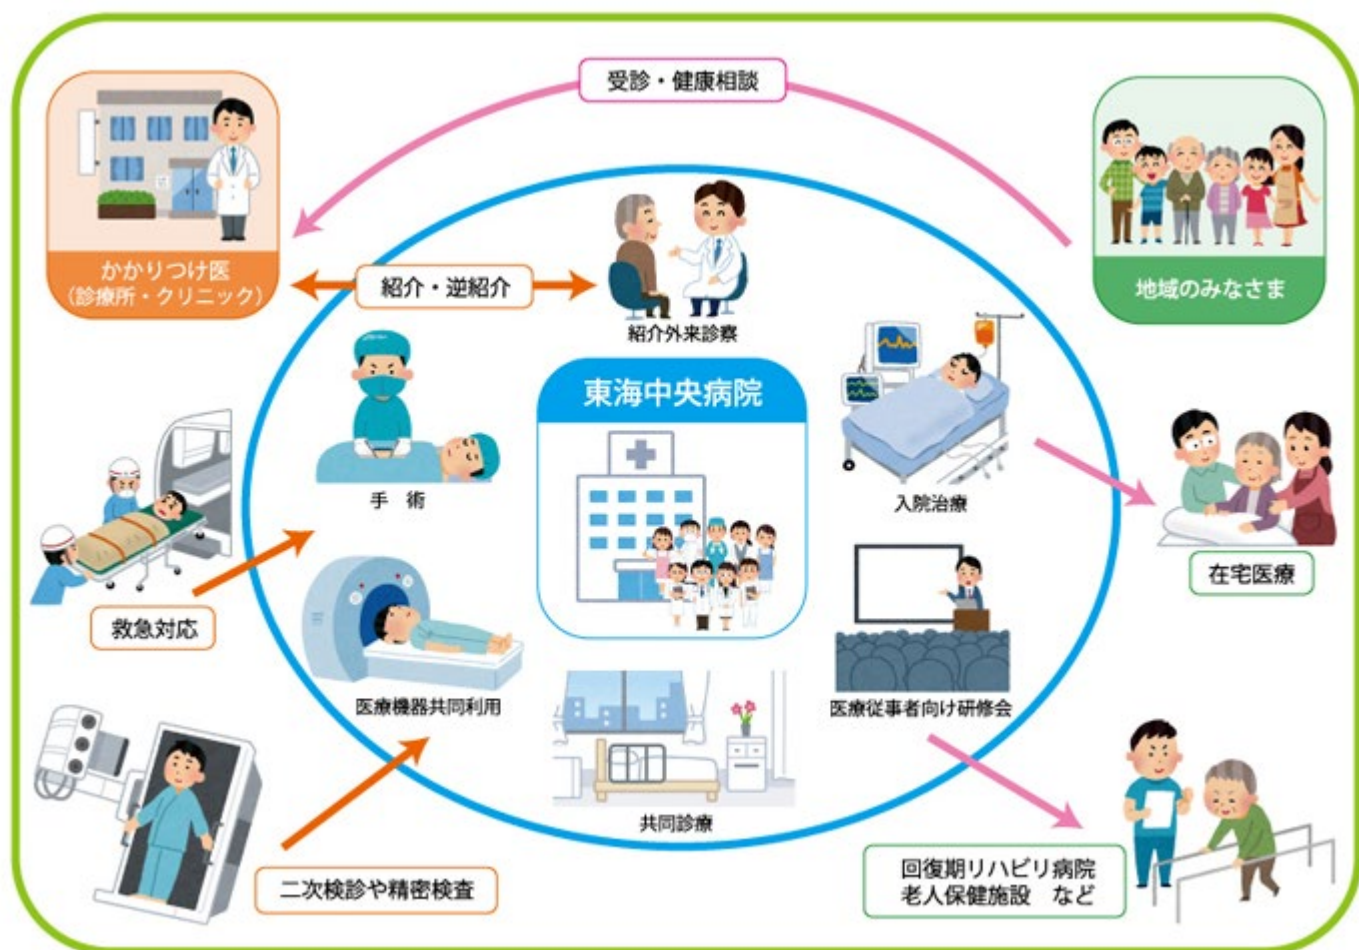 受診・健康相談
かかりつけ医
（診療所・クリニック）
地域のみなさま
紹介・逆紹介
紹介外来診察
東海中央病院
手　術
入院治療
救急対応
在宅医療
医療機器共同利用
医療従事者向け研修会
共同診療
二次検診や精密検査
回復期リハビリ病院
老人保健施設　など